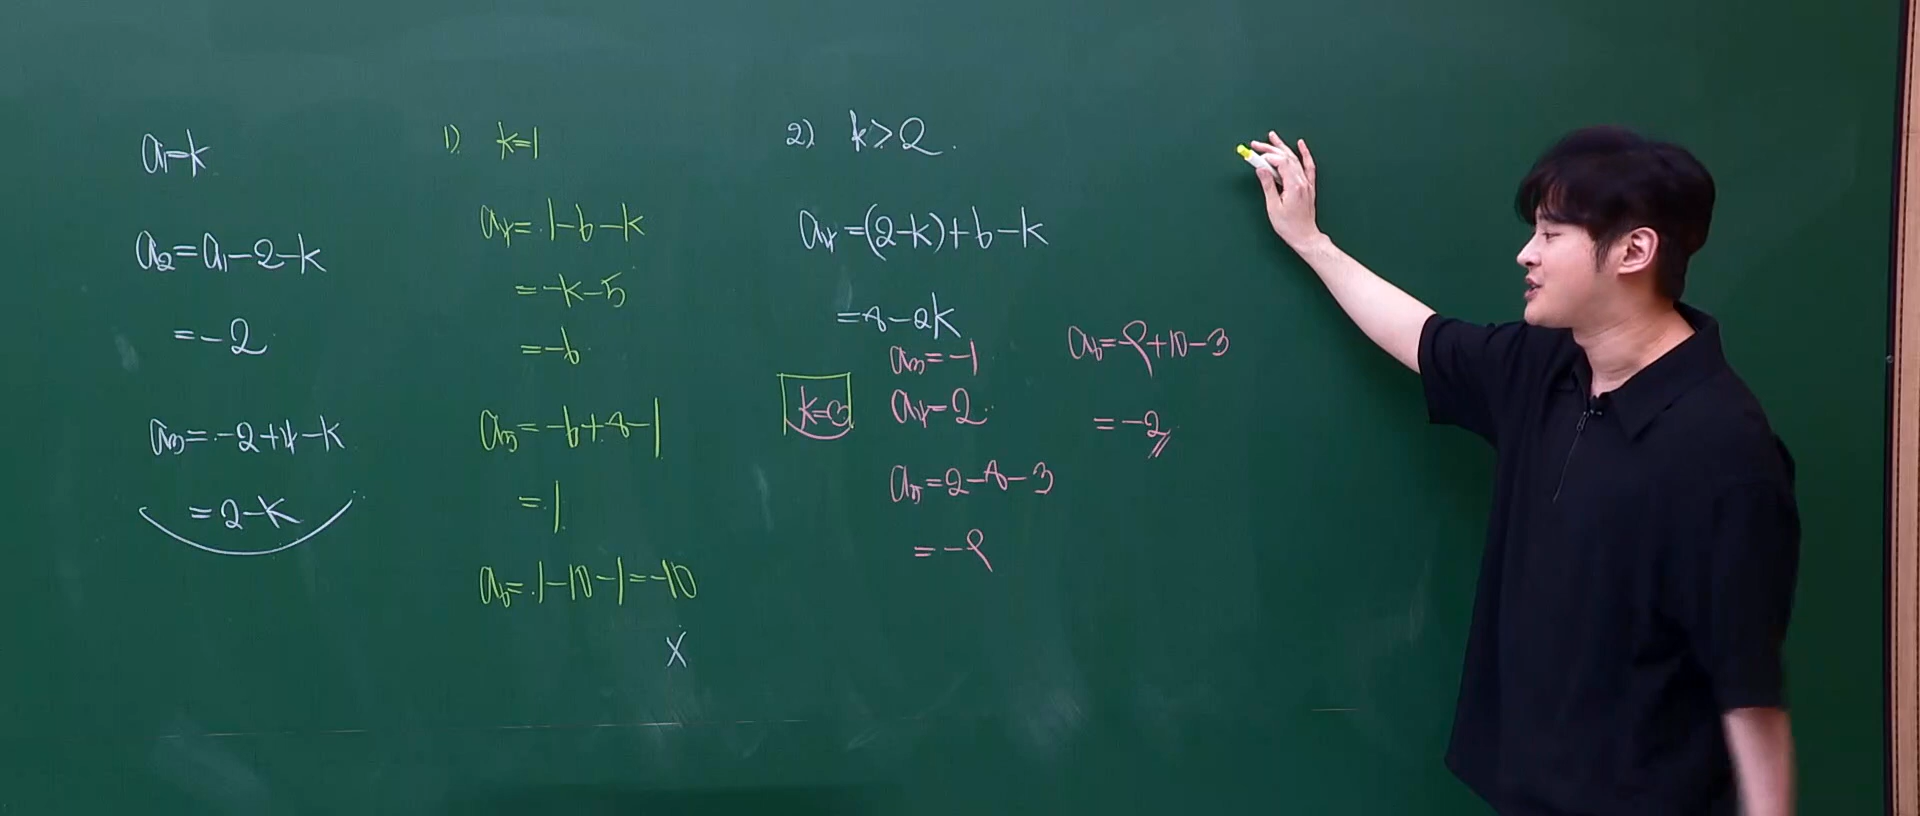 a₁=k
a₂=a₁-2-k
=-2
a₃=-2+4-k
=2-k
1) k=1
a₄=1-6-k
=-k-5
=-6
a₅=-6+8-1
=1
a₆=1-10-1=-10
X
2) k>2.
a₄=(2-k)+6-k
=8-2k
k=3
a₃=-1
a₄=2
a₅=2-8-3
=-9
a₆=-9+10-3
=-2